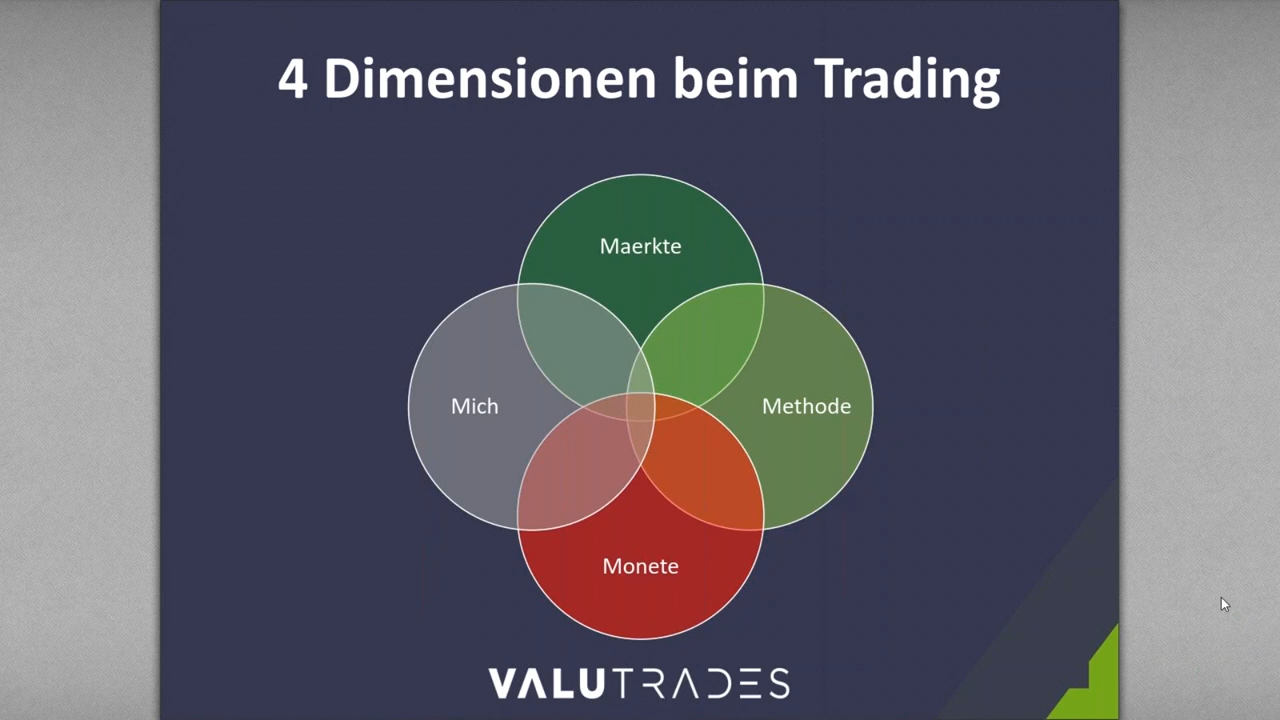 4 Dimensionen beim Trading
Maerkte
Mich
Methode
Monete
VALUTRADES